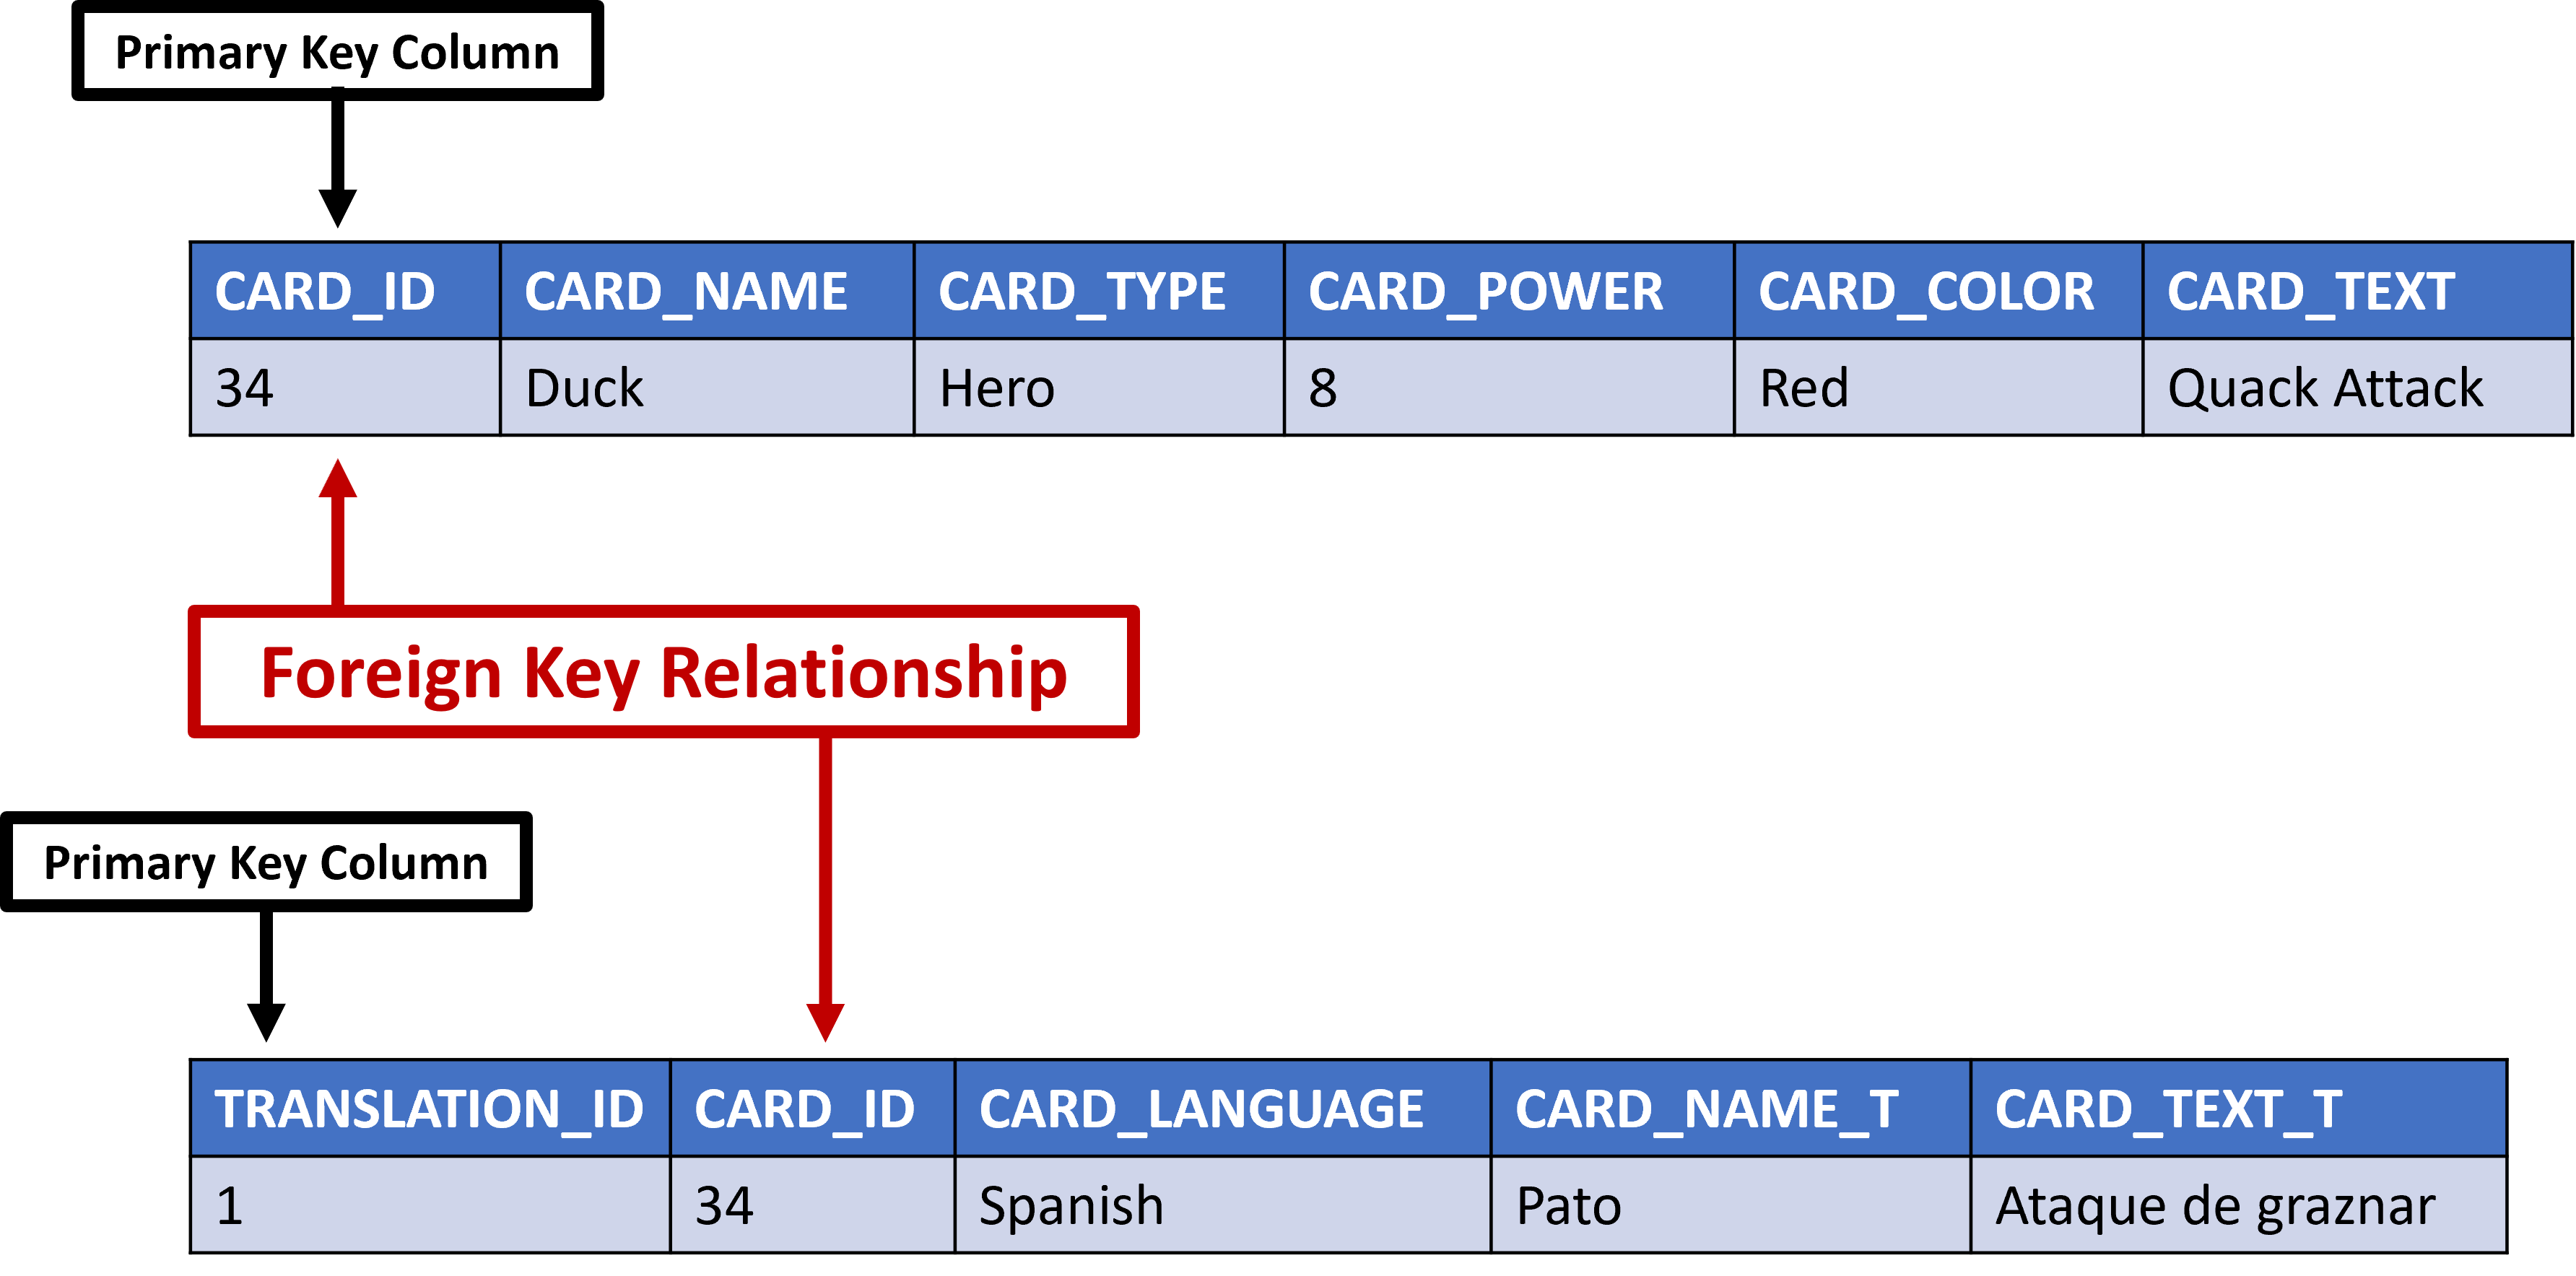 Primary Key Column
CARD_ID CARD_NAME CARD_TYPE CARD_POWER CARD_COLOR CARD_TEXT
34 Duck Hero 8 Red Quack Attack
Foreign Key Relationship
Primary Key Column
TRANSLATION_ID CARD_ID CARD_LANGUAGE CARD_NAME_T CARD_TEXT_T
1 34 Spanish Pato Ataque de graznar